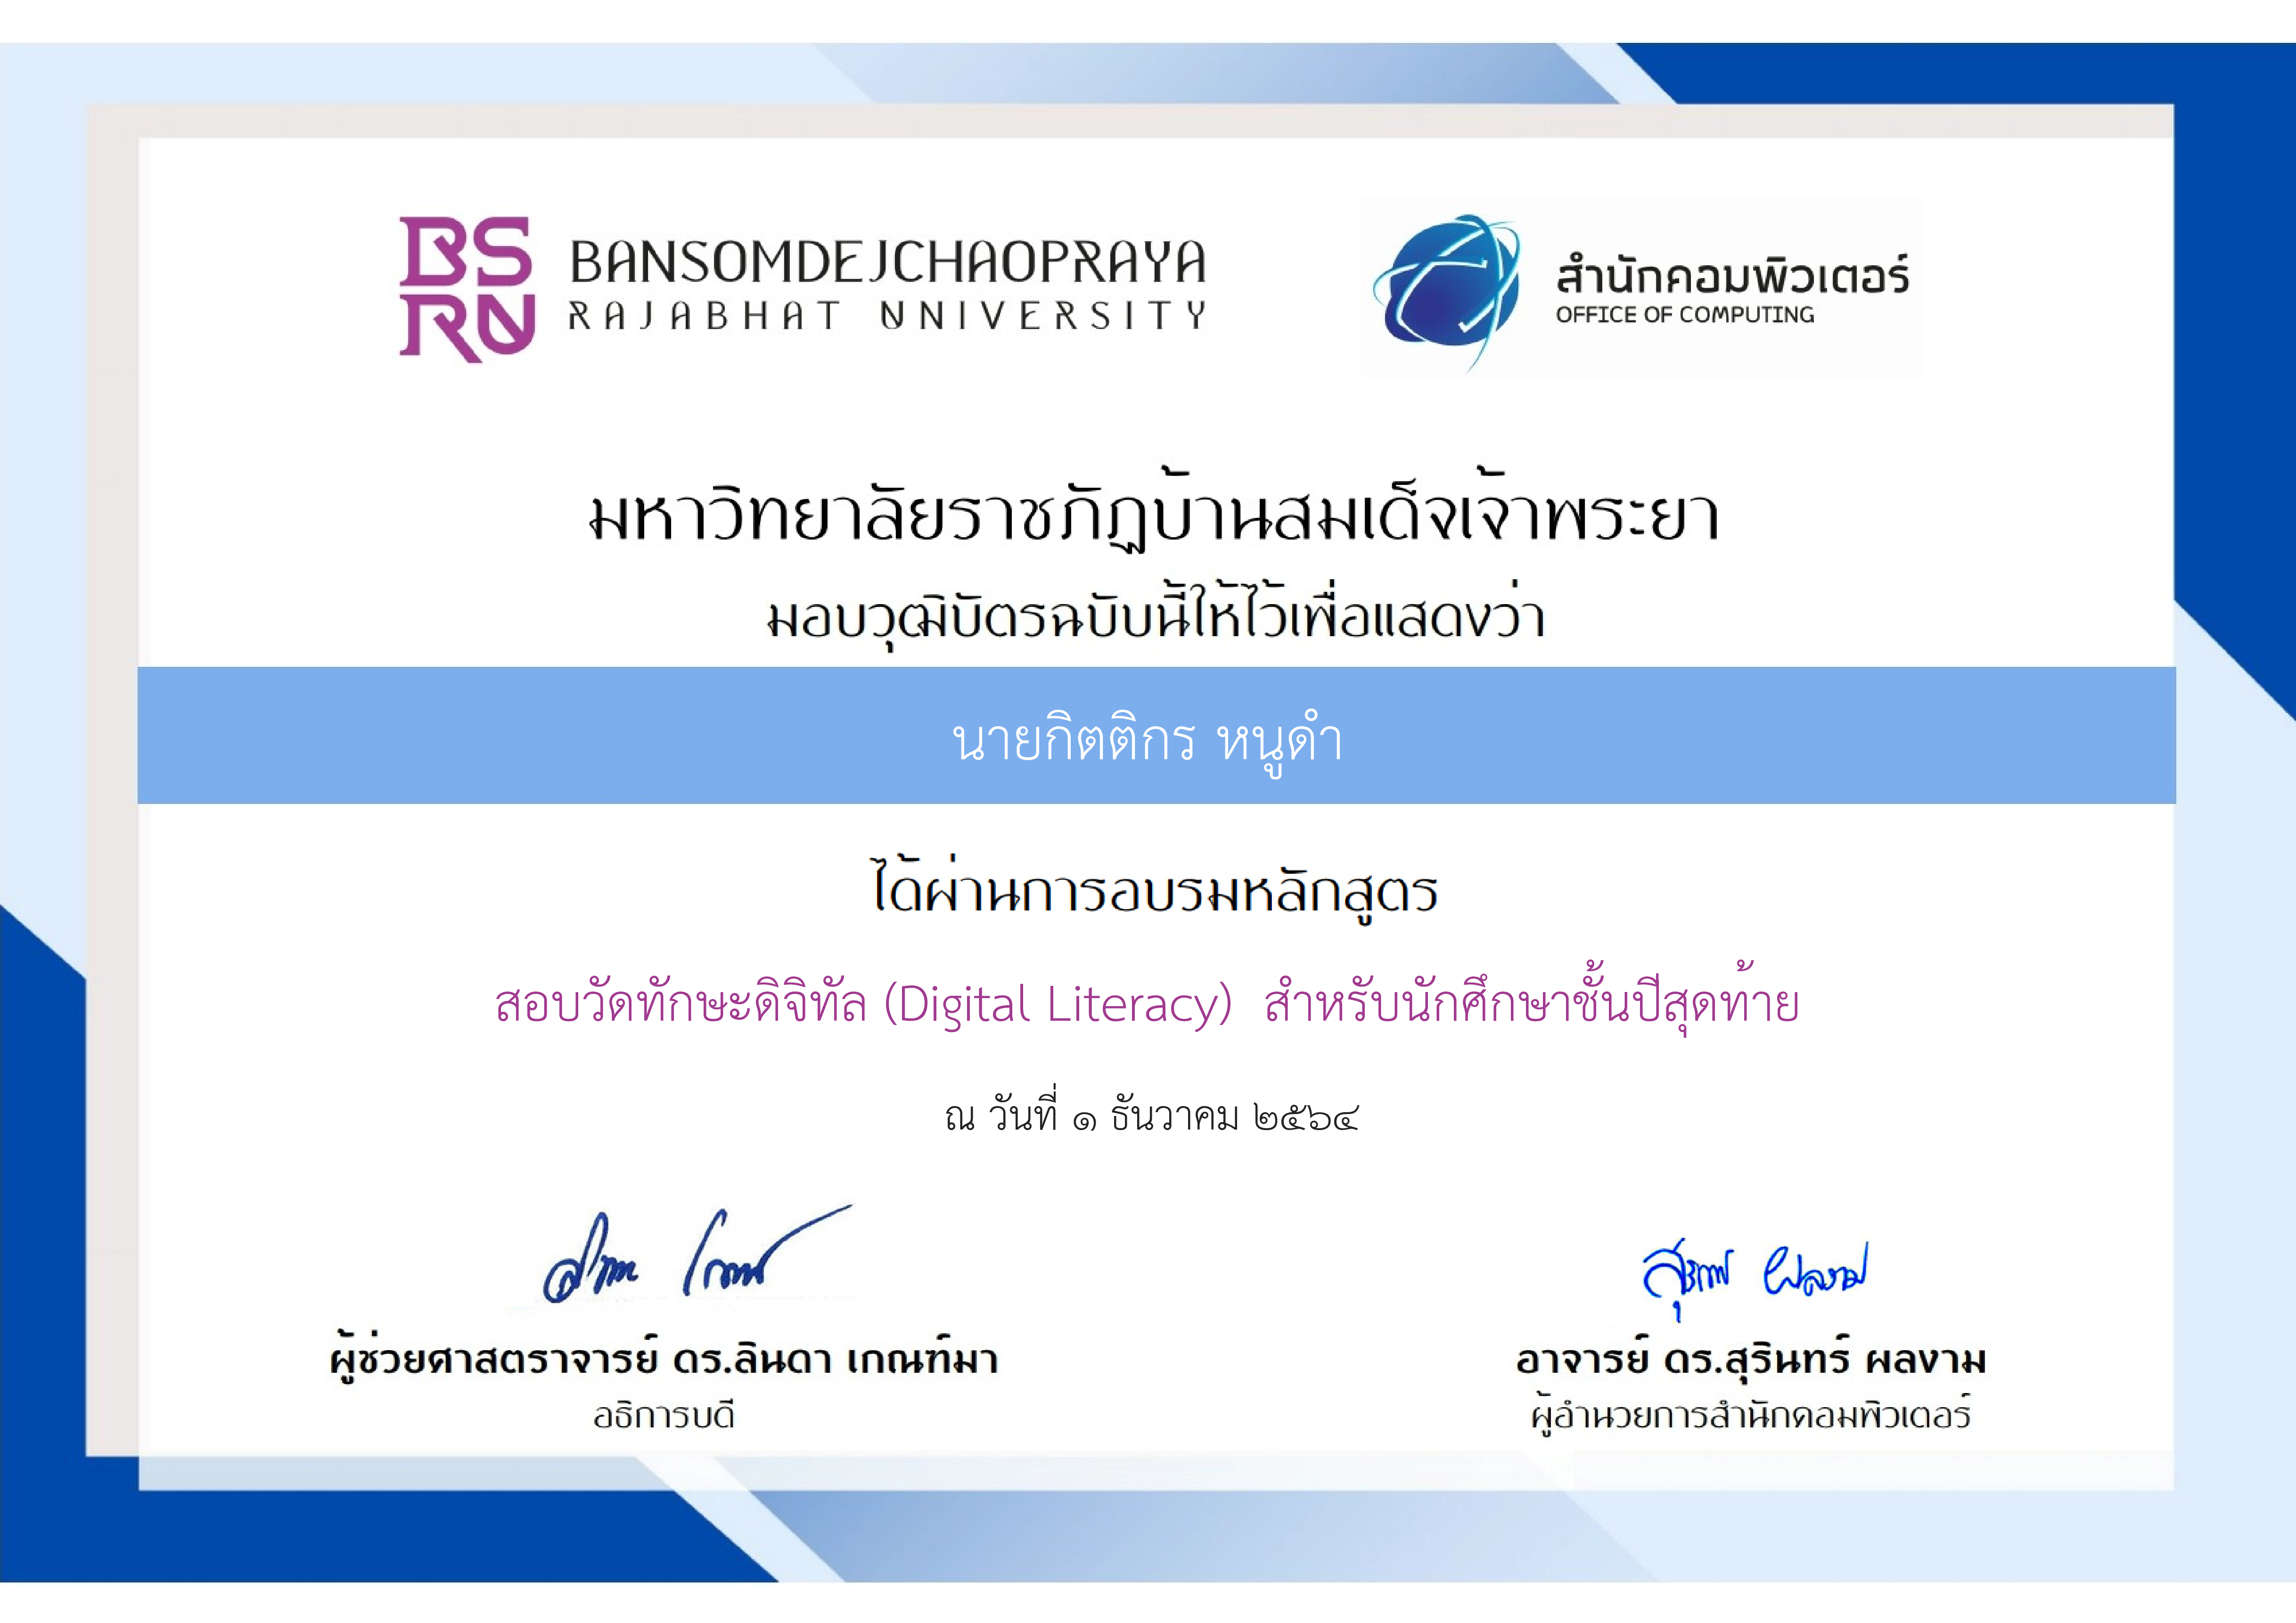 BSRU
BANSOMDEJCHAOPRAYA
RAJABHAT UNIVERSITY
สำนักคอมพิวเตอร์
OFFICE OF COMPUTING
มหาวิทยาลัยราชภัฏบ้านสมเด็จเจ้าพระยา
มอบวุฒิบัตรฉบับนี้ให้ไว้เพื่อแสดงว่า
นายกิตติกร หนูดำ
ได้ผ่านการอบรมหลักสูตร
สอบวัดทักษะดิจิทัล (Digital Literacy) สำหรับนักศึกษาชั้นปีสุดท้าย
ณ วันที่ ๑ ธันวาคม ๒๕๖๔
ผู้ช่วยศาสตราจารย์ ดร.ลินดา เกณฑ์มา
อธิการบดี
สุรินทร์ ผลงาม
อาจารย์ ดร.สุรินทร์ ผลงาม
ผู้อำนวยการสำนักคอมพิวเตอร์